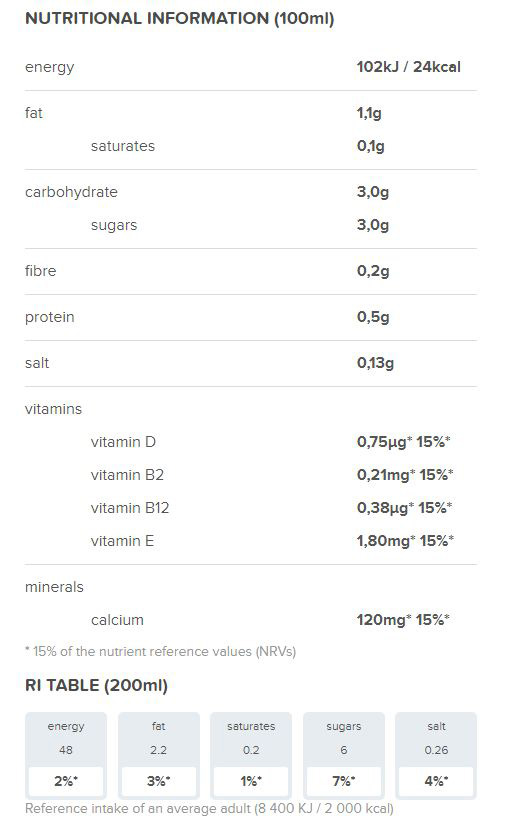 NUTRITIONAL INFORMATION (100ml)
energy 102kJ / 24kcal
fat 1,1g
saturates 0,1g
carbohydrate 3,0g
sugars 3,0g
fibre 0,2g
protein 0,5g
salt 0,13g
vitamins
vitamin D 0,75µg* 15%*
vitamin B2 0,21mg* 15%*
vitamin B12 0,38µg* 15%*
vitamin E 1,80mg* 15%*
minerals
calcium 120mg* 15%*
* 15% of the nutrient reference values (NRVs)
RI TABLE (200ml)
energy fat saturates sugars salt
48 2.2 0.2 6 0.26
2%* 3%* 1%* 7%* 4%*
Reference intake of an average adult (8 400 KJ / 2 000 kcal)